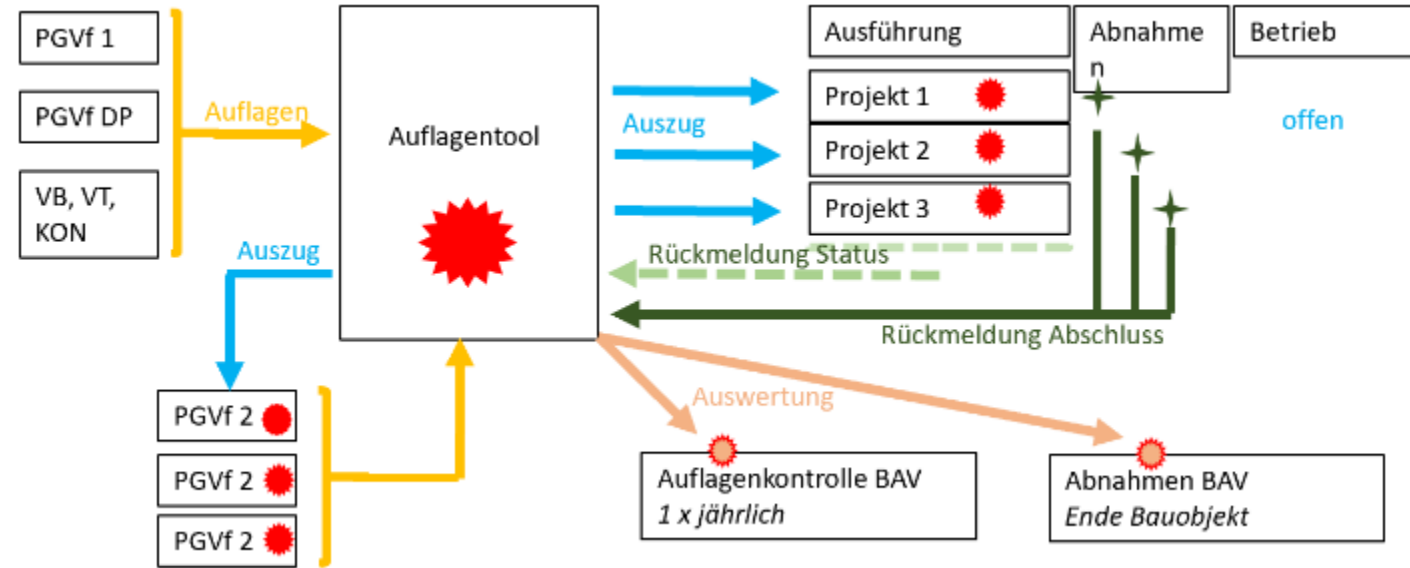 PGVf 1
PGVf DP
VB, VT,
KON
Auflagen
Auszug
Auflagentool
Auszug
Ausführung
Abnahme
n
Betrieb
Projekt 1
Projekt 2
Projekt 3
offen
Rückmeldung Status
Rückmeldung Abschluss
PGVf 2
PGVf 2
PGVf 2
Auswertung
Auflagenkontrolle BAV
1 x jährlich
Abnahmen BAV
Ende Bauobjekt